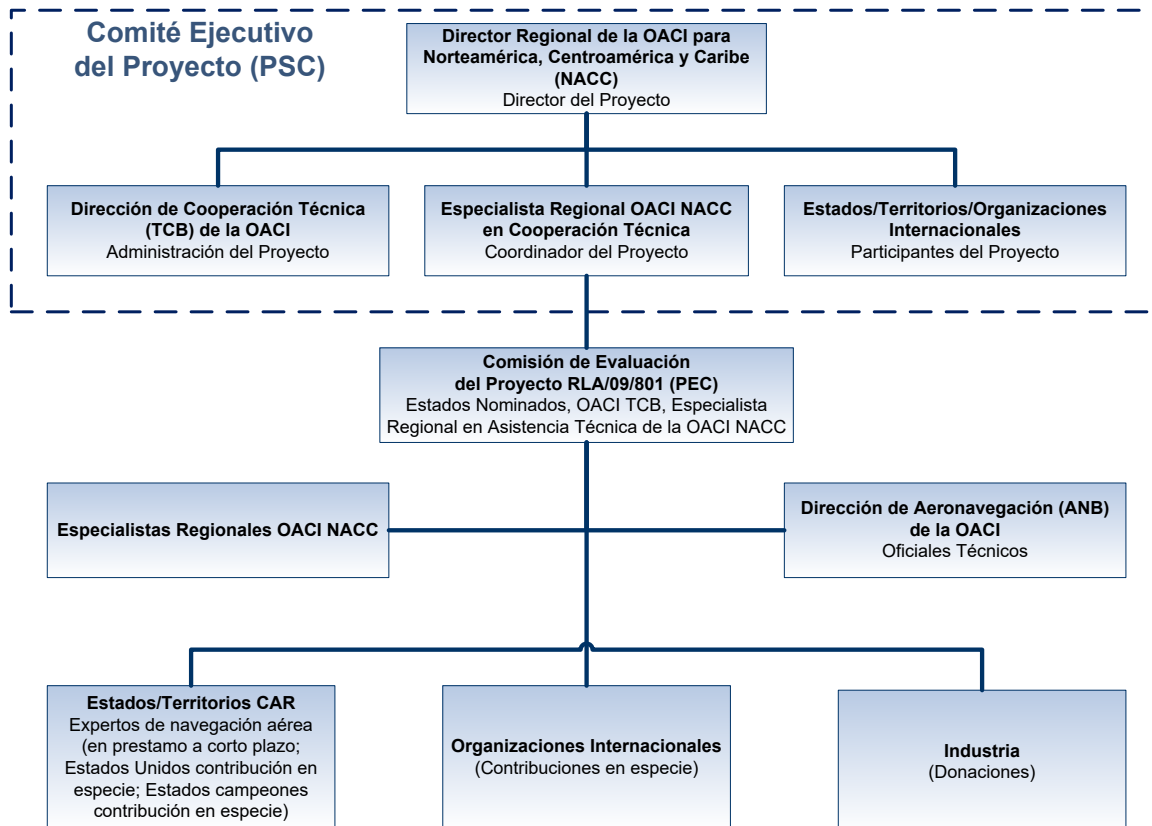 Comité Ejecutivo
del Proyecto (PSC)
Director Regional de la OACI para
Norteamérica, Centroamérica y Caribe
(NACC)
Director del Proyecto
Dirección de Cooperación Técnica
(TCB) de la OACI
Administración del Proyecto
Especialista Regional OACI NACC
en Cooperación Técnica
Coordinador del Proyecto
Estados/Territorios/Organizaciones
Internacionales
Participantes del Proyecto
Comisión de Evaluación
del Proyecto RLA/09/801 (PEC)
Estados Nominados, OACI TCB, Especialista
Regional en Asistencia Técnica de la OACI NACC
Especialistas Regionales OACI NACC
Dirección de Aeronavegación (ANB)
de la OACI
Oficiales Técnicos
Estados/Territorios CAR
Expertos de navegación aérea
(en prestamo a corto plazo;
Estados Unidos contribución en
especie; Estados campeones
contribución en especie)
Organizaciones Internacionales
(Contribuciones en especie)
Industria
(Donaciones)